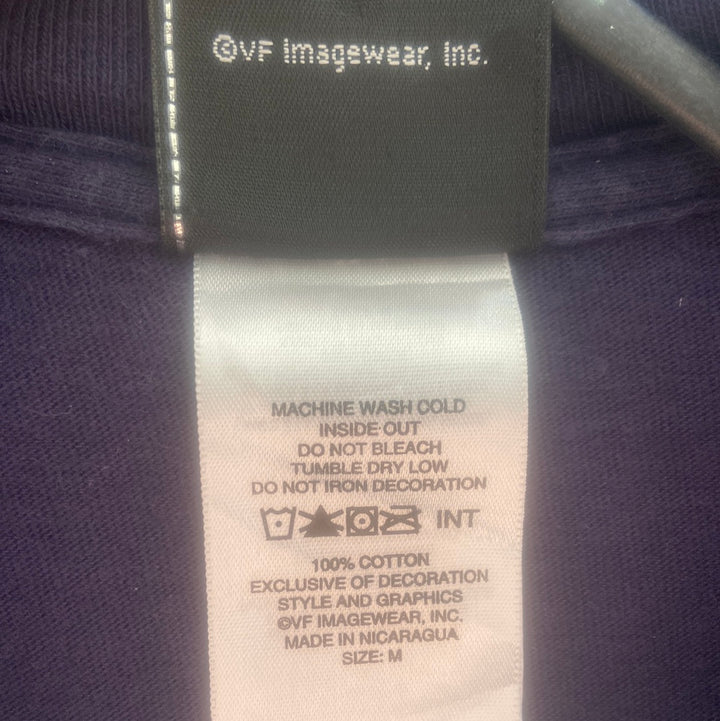 ©VF Imagewear, Inc.
MACHINE WASH COLD
INSIDE OUT
DO NOT BLEACH
TUMBLE DRY LOW
DO NOT IRON DECORATION
INT
100% COTTON
EXCLUSIVE OF DECORATION
STYLE AND GRAPHICS
©VF IMAGEWEAR, INC.
MADE IN NICARAGUA
SIZE: M